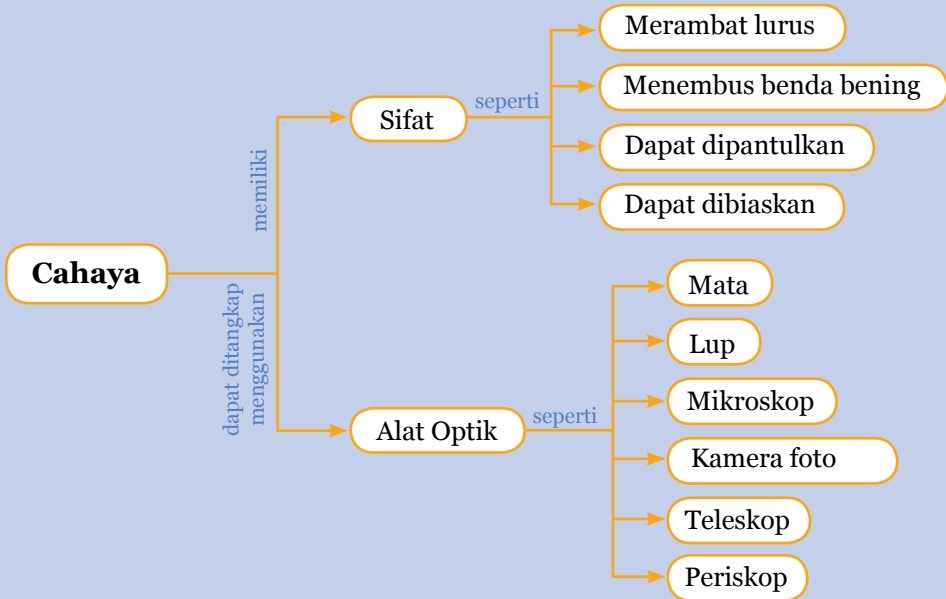 Cahaya
memiliki
Sifat
seperti
Merambat lurus
Menembus benda bening
Dapat dipantulkan
Dapat dibiaskan
dapat ditangkap
menggunakan
Alat Optik
seperti
Mata
Lup
Mikroskop
Kamera foto
Teleskop
Periskop